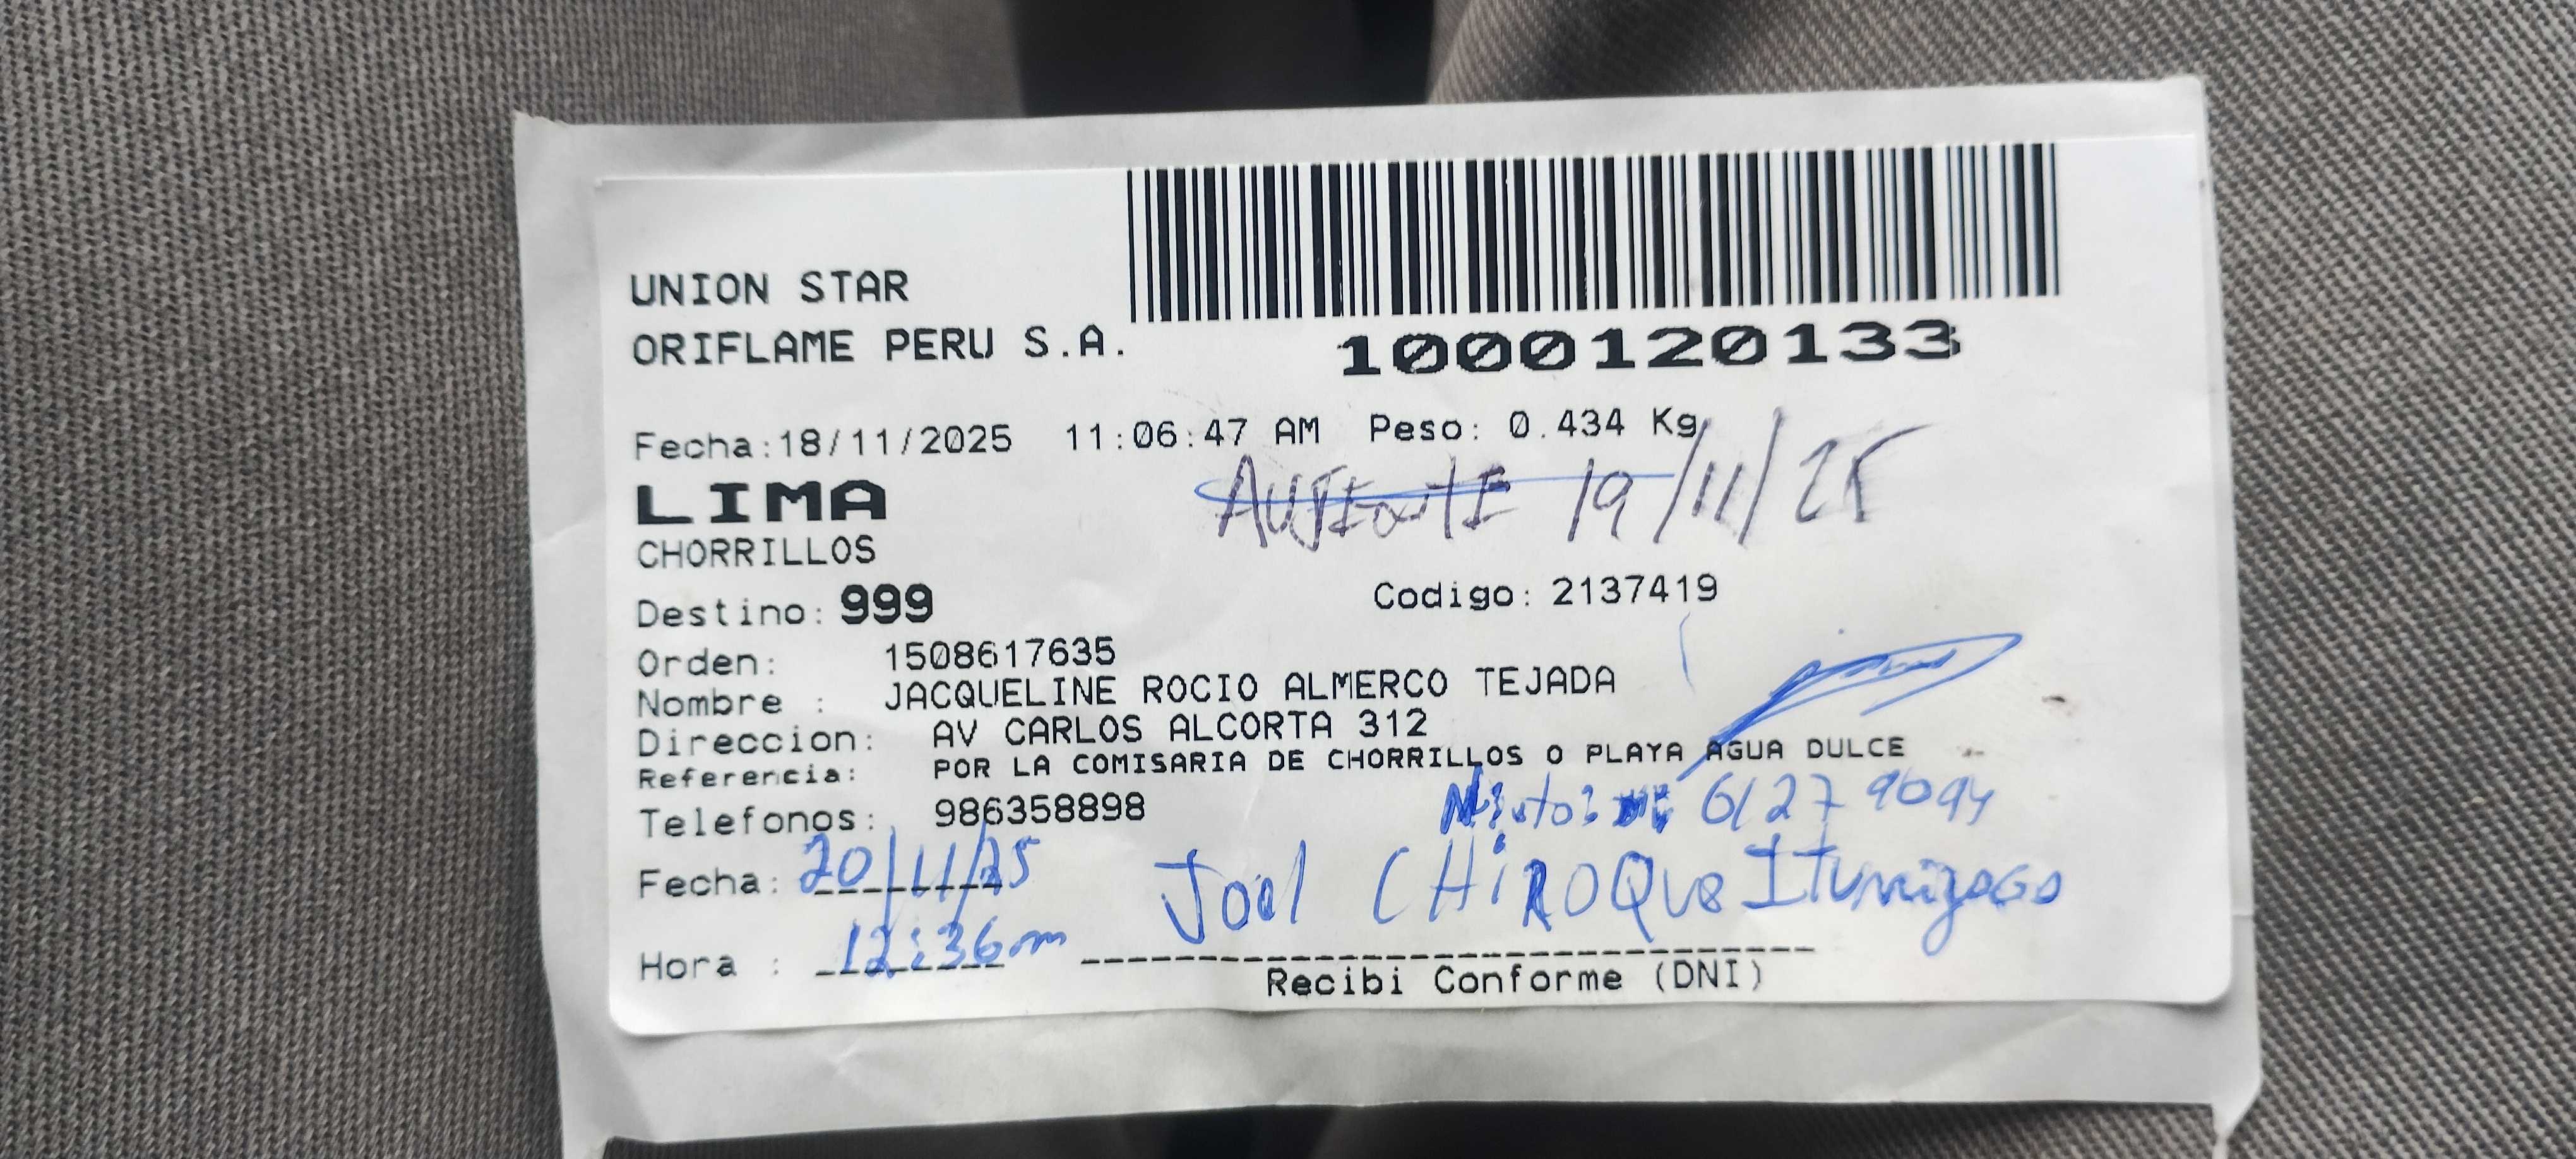 UNION STAR
ORIFLAME PERU S.A.
1000120133
Fecha:18/11/2025 11:06:47 AM Peso: 0.434 Kg
LIMA
AUSENTE 19/11/25
CHORRILLOS
Destino: 999
Codigo: 2137419
Orden: 1508617635
Nombre : JACQUELINE ROCIO ALMERCO TEJADA
Direccion: AV CARLOS ALCORTA 312
Referencia: POR LA COMISARIA DE CHORRILLOS O PLAYA AGUA DULCE
Telefonos: 986358898
61279094
Fecha: 20/11/25
Joel CHiROQue
Hora : 12:36m
Recibi Conforme (DNI)